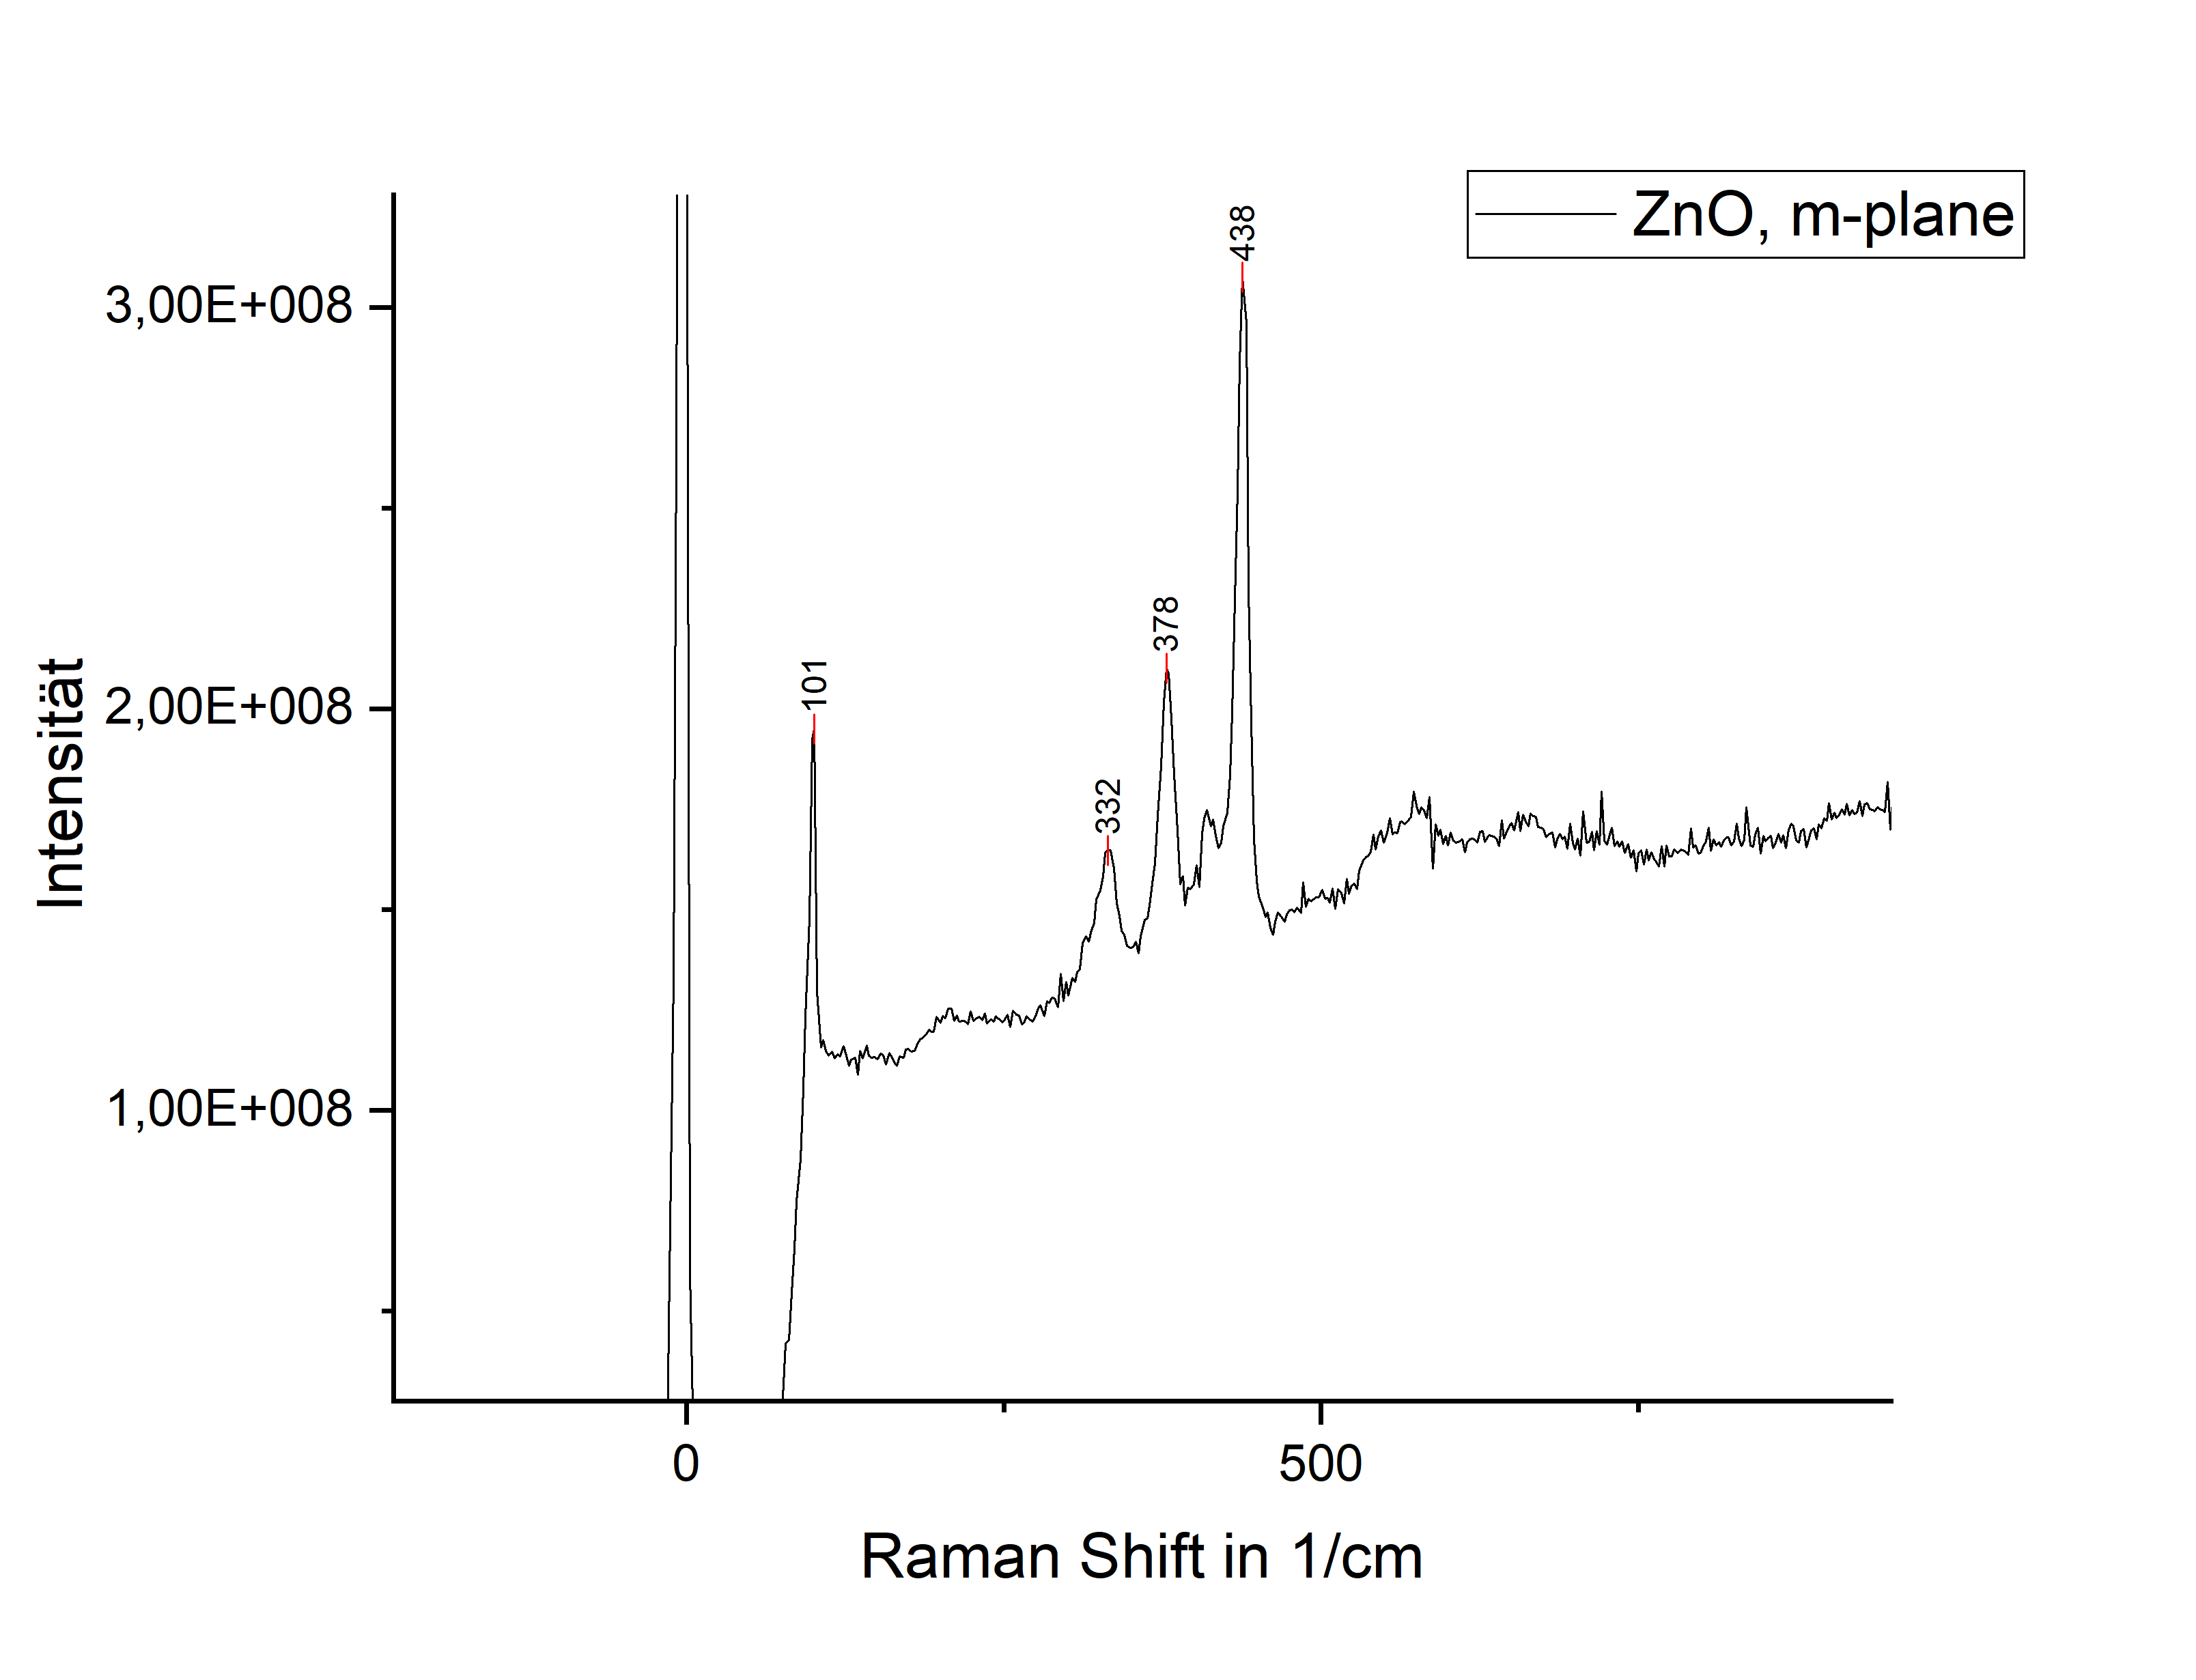 ZnO, m-plane
438
3,00E+008
378
101
2,00E+008
332
1,00E+008
Intensität
0
500
Raman Shift in 1/cm